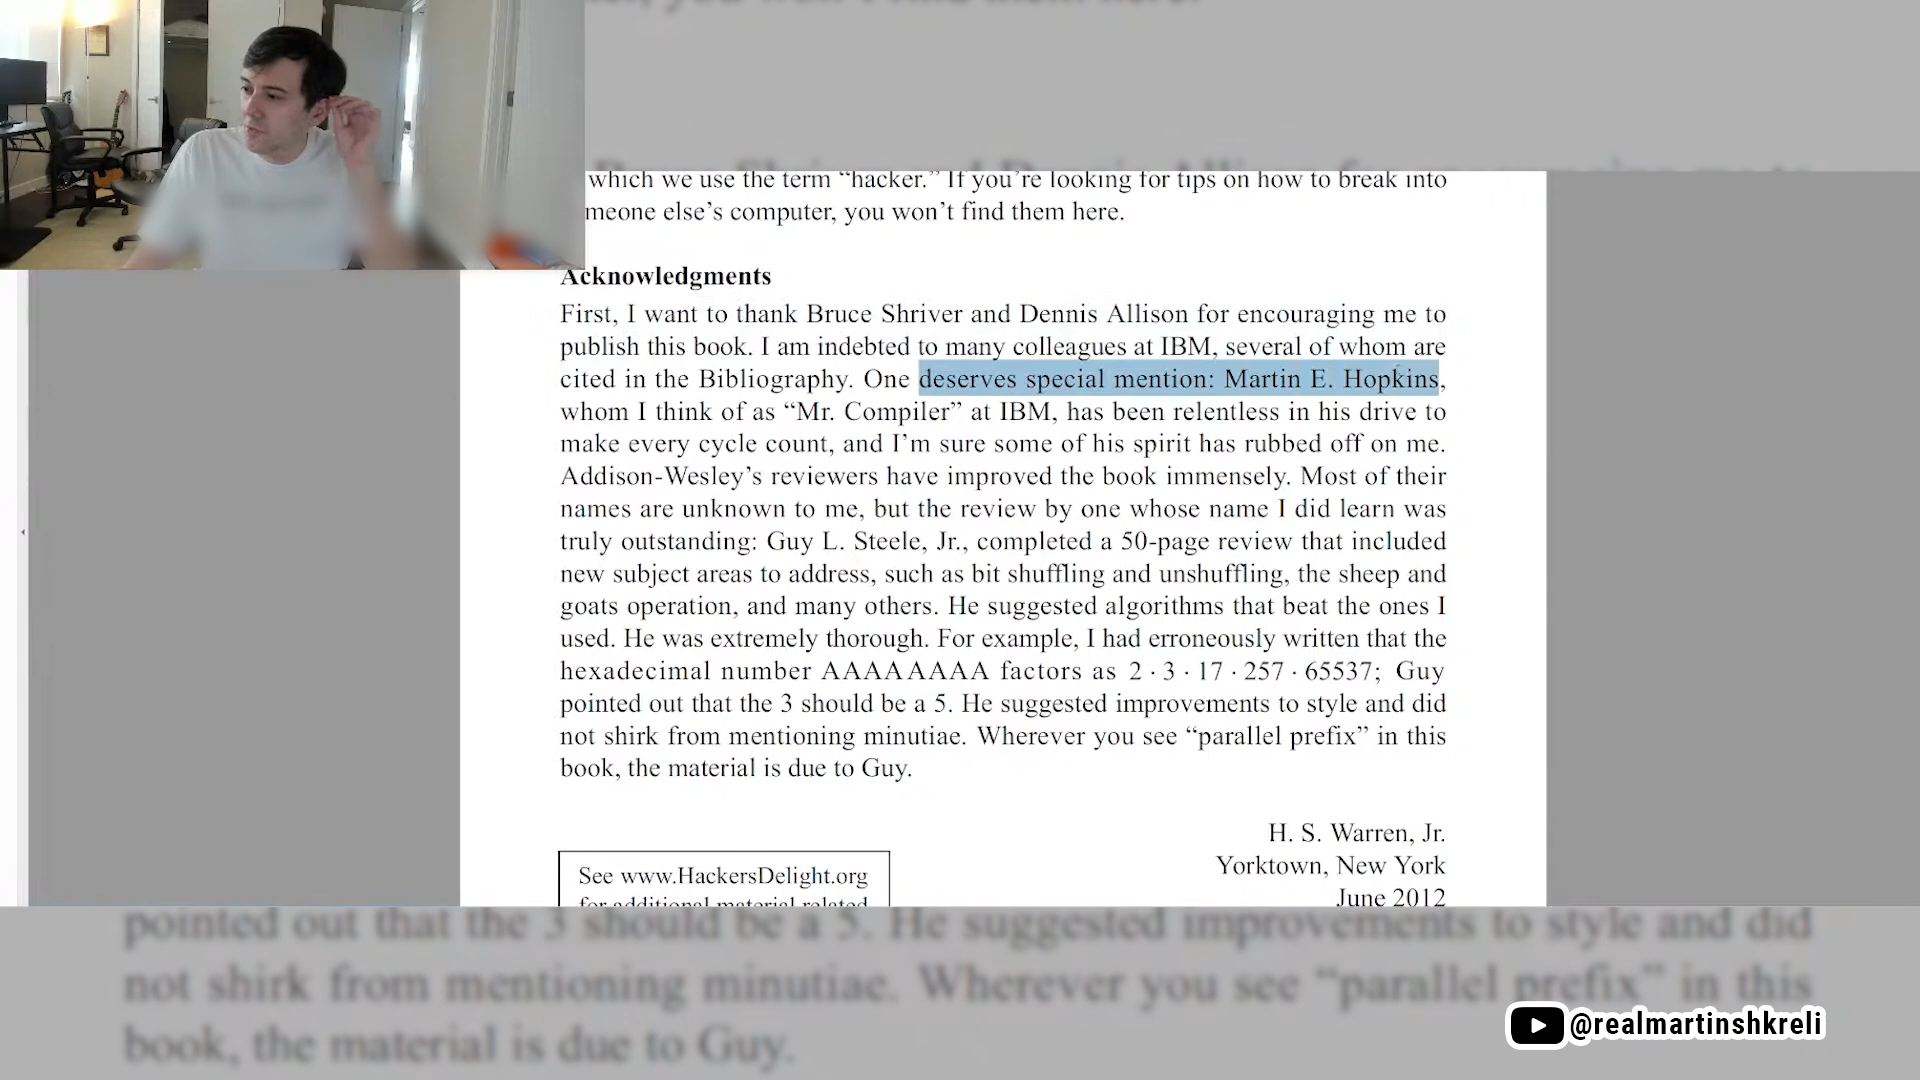 which we use the term “hacker.” If you’re looking for tips on how to break into
meone else’s computer, you won’t find them here.
Acknowledgments
First, I want to thank Bruce Shriver and Dennis Allison for encouraging me to
publish this book. I am indebted to many colleagues at IBM, several of whom are
cited in the Bibliography. One deserves special mention: Martin E. Hopkins,
whom I think of as “Mr. Compiler” at IBM, has been relentless in his drive to
make every cycle count, and I’m sure some of his spirit has rubbed off on me.
Addison-Wesley’s reviewers have improved the book immensely. Most of their
names are unknown to me, but the review by one whose name I did learn was
truly outstanding: Guy L. Steele, Jr., completed a 50-page review that included
new subject areas to address, such as bit shuffling and unshuffling, the sheep and
goats operation, and many others. He suggested algorithms that beat the ones I
used. He was extremely thorough. For example, I had erroneously written that the
hexadecimal number AAAAAAAA factors as 2 · 3 · 17 · 257 · 65537; Guy
pointed out that the 3 should be a 5. He suggested improvements to style and did
not shirk from mentioning minutiae. Wherever you see “parallel prefix” in this
book, the material is due to Guy.
H. S. Warren, Jr.
Yorktown, New York
June 2012
See www.HackersDelight.org
for additional material related
pointed out that the 3 should be a 5. He suggested improvements to style and did
not shirk from mentioning minutiae. Wherever you see “parallel prefix” in this
book, the material is due to Guy.
@realmartinshkreli